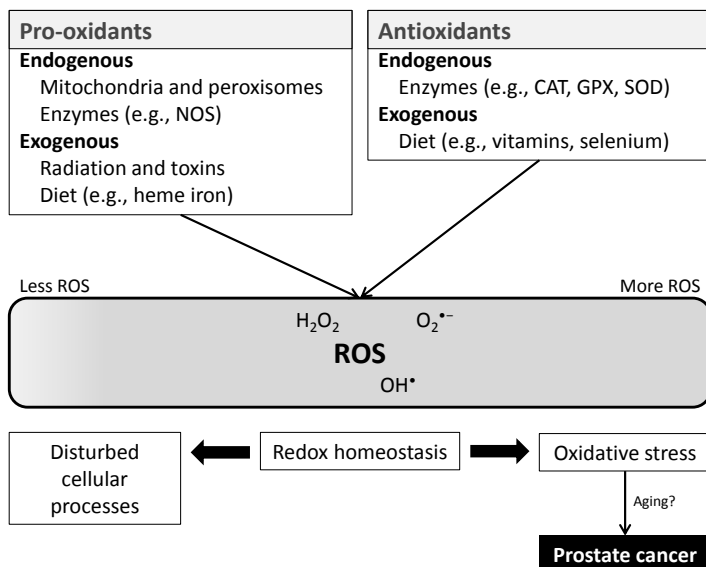 Pro-oxidants
Endogenous
Mitochondria and peroxisomes
Enzymes (e.g., NOS)
Exogenous
Radiation and toxins
Diet (e.g., heme iron)
Antioxidants
Endogenous
Enzymes (e.g., CAT, GPX, SOD)
Exogenous
Diet (e.g., vitamins, selenium)
Less ROS
More ROS
H₂O₂
O₂•⁻
ROS
OH•
Disturbed
cellular
processes
Redox homeostasis
Oxidative stress
Aging?
Prostate cancer